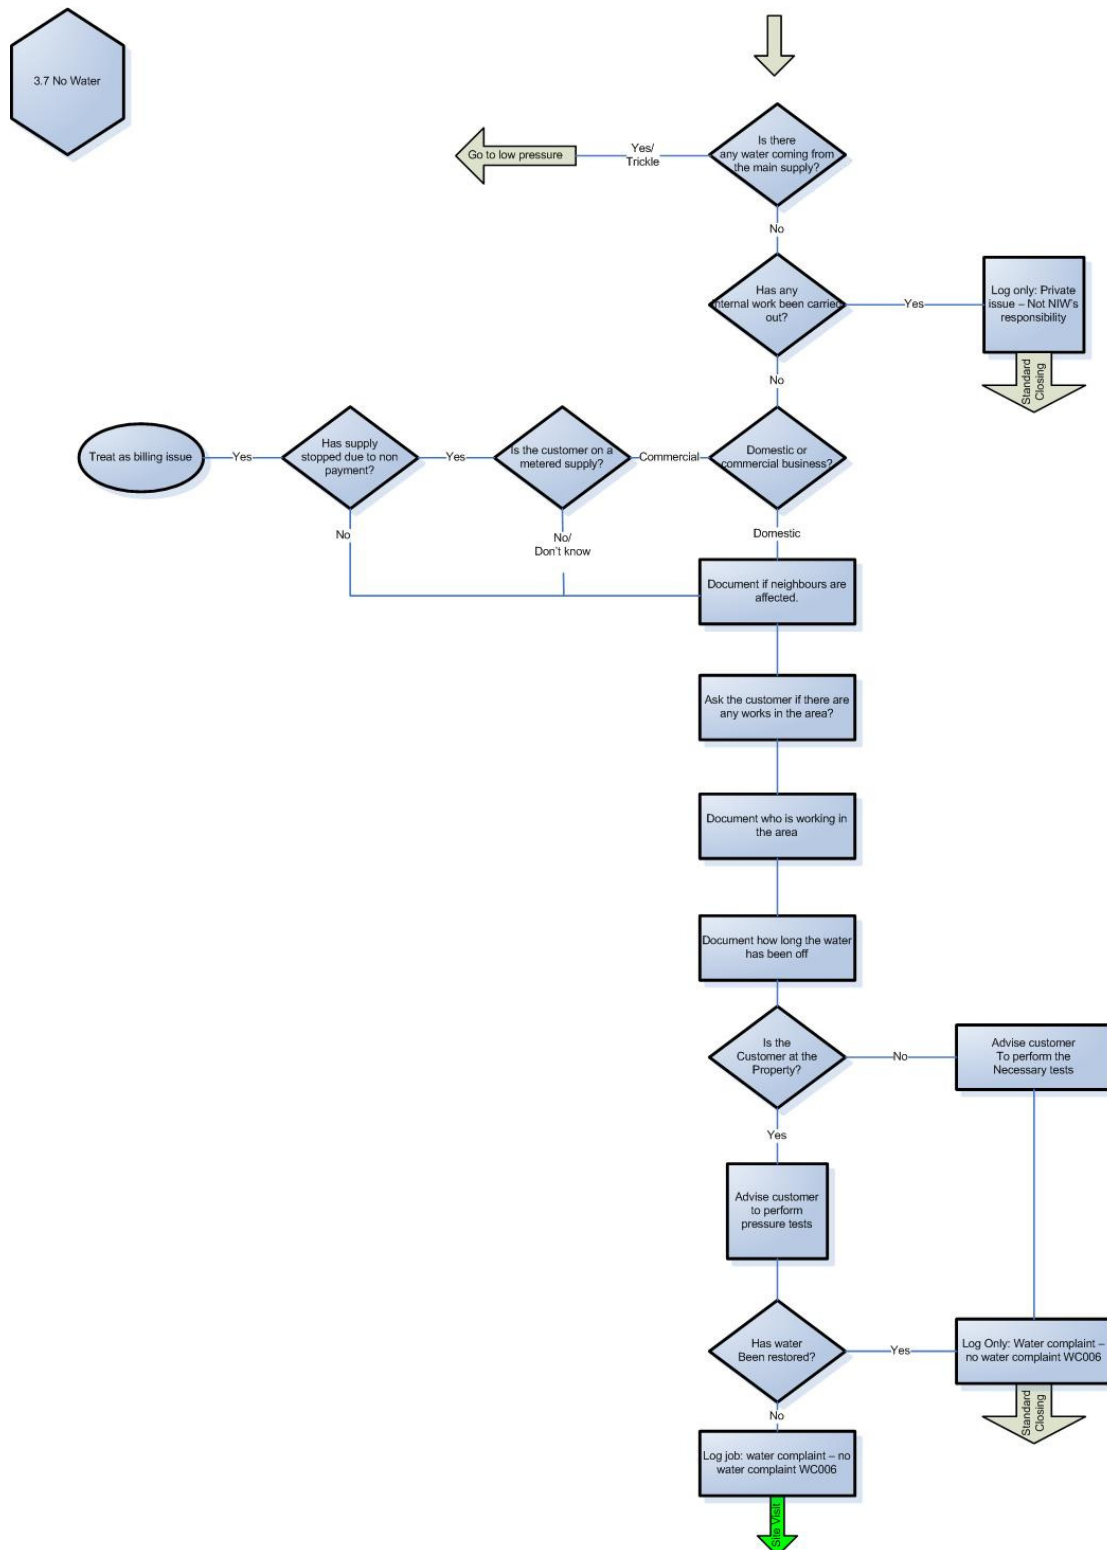 3.7 No Water
Is there
any water coming from
the main supply?
Yes/
Trickle
Go to low pressure
No
Has any
internal work been carried
out?
Yes
Log only: Private
issue – Not NIW's
responsibility
Standard
Closing
No
Domestic or
commercial business?
Commercial
Is the customer on a
metered supply?
Yes
Has supply
stopped due to non
payment?
Yes
Treat as billing issue
No
No/
Don't know
Domestic
Document if neighbours are
affected.
Ask the customer if there are
any works in the area?
Document who is working in
the area
Document how long the water
has been off
Is the
Customer at the
Property?
No
Advise customer
To perform the
Necessary tests
Yes
Advise customer
to perform
pressure tests
Has water
Been restored?
Yes
Log Only: Water complaint –
no water complaint WC006
Standard
Closing
No
Log job: water complaint – no
water complaint WC006
Site Visit